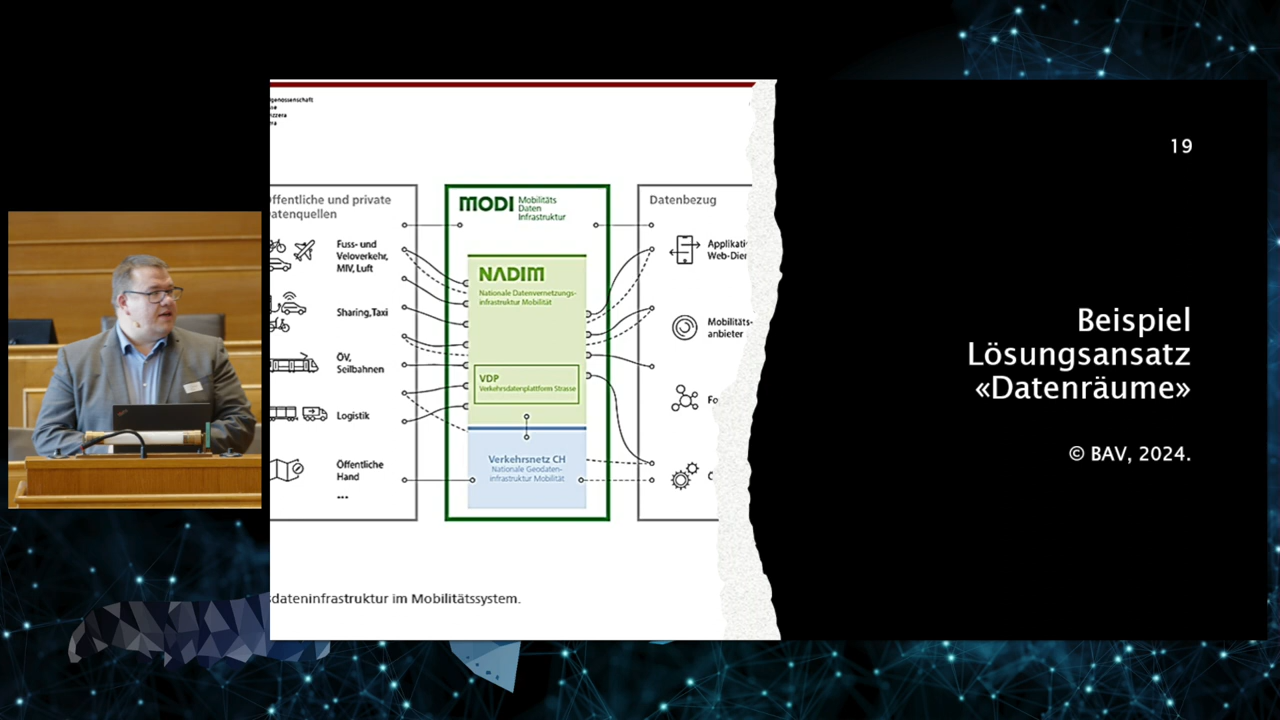 genossenschaft
19
Öffentliche und private
Datenquellen
Fuss- und
Veloverkehr,
MIV, Luft
Sharing,Taxi
ÖV,
Seilbahnen
Logistik
Öffentliche
Hand
...
MODI Mobilitäts
Daten
Infrastruktur
NADIM
Nationale Datenvernetzungs-
infrastruktur Mobilität
VDP
Verkehrsdatenplattform Strasse
Verkehrsnetz CH
Nationale Geodaten-
infrastruktur Mobilität
Datenbezug
Applikati
Web-Dien
Mobilitäts-
anbieter
Fo
sdateninfrastruktur im Mobilitätssystem.
Beispiel
Lösungsansatz
«Datenräume»
© BAV, 2024.